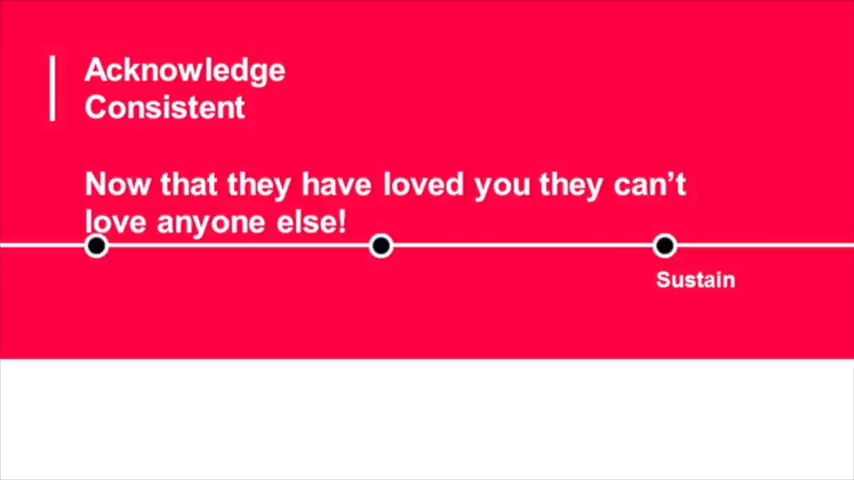 Acknowledge
Consistent
Now that they have loved you they can’t
love anyone else!
Sustain